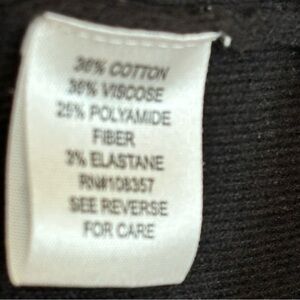 36% COTTON
36% VISCOSE
25% POLYAMIDE
FIBER
3% ELASTANE
RN#108357
SEE REVERSE
FOR CARE